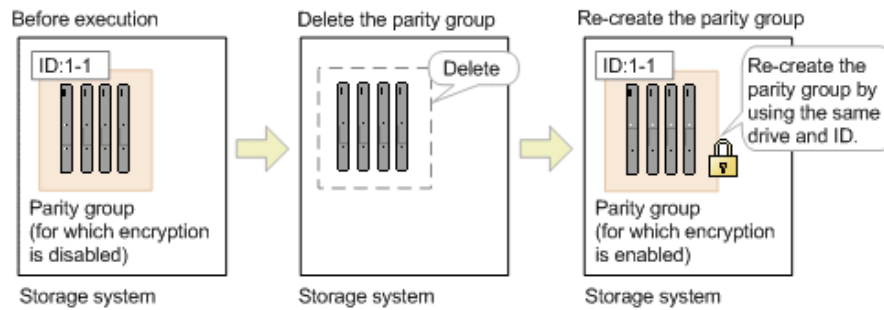 Before execution
ID:1-1
Parity group
(for which encryption
is disabled)
Storage system
Delete the parity group
Delete
Storage system
Re-create the parity group
ID:1-1
Re-create the
parity group by
using the same
drive and ID.
Parity group
(for which encryption
is enabled)
Storage system